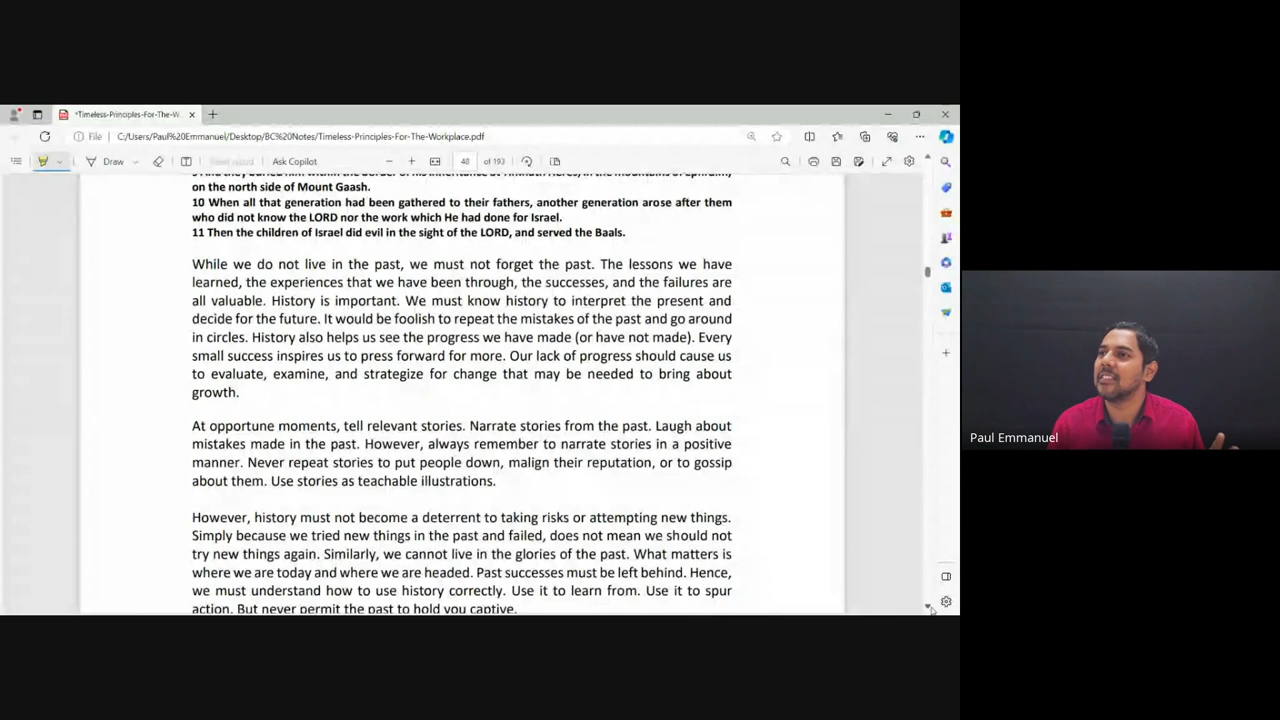 *Timeless-Principles-For-The-W...
File
C:/Users/Paul%20Emmanuel/Desktop/BC%20Notes/Timeless-Principles-For-The-Workplace.pdf
Draw
Read aloud
Ask Copilot
48 of 193
on the north side of Mount Gaash.
10 When all that generation had been gathered to their fathers, another generation arose after them
who did not know the LORD nor the work which He had done for Israel.
11 Then the children of Israel did evil in the sight of the LORD, and served the Baals.
While we do not live in the past, we must not forget the past. The lessons we have
learned, the experiences that we have been through, the successes, and the failures are
all valuable. History is important. We must know history to interpret the present and
decide for the future. It would be foolish to repeat the mistakes of the past and go around
in circles. History also helps us see the progress we have made (or have not made). Every
small success inspires us to press forward for more. Our lack of progress should cause us
to evaluate, examine, and strategize for change that may be needed to bring about
growth.
At opportune moments, tell relevant stories. Narrate stories from the past. Laugh about
mistakes made in the past. However, always remember to narrate stories in a positive
manner. Never repeat stories to put people down, malign their reputation, or to gossip
about them. Use stories as teachable illustrations.
However, history must not become a deterrent to taking risks or attempting new things.
Simply because we tried new things in the past and failed, does not mean we should not
try new things again. Similarly, we cannot live in the glories of the past. What matters is
where we are today and where we are headed. Past successes must be left behind. Hence,
we must understand how to use history correctly. Use it to learn from. Use it to spur
action. But never permit the past to hold you captive.
Paul Emmanuel